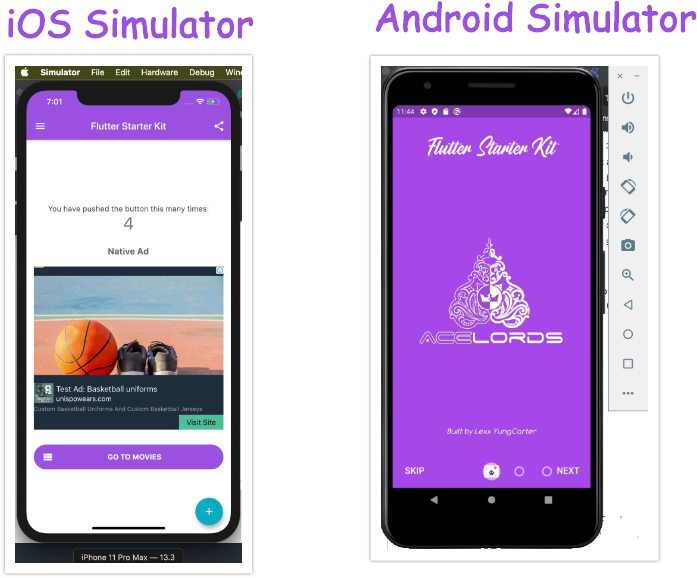 iOS Simulator
Android Simulator
Simulator File Edit Hardware Debug
7:01
Flutter Starter Kit
You have pushed the button this many times:
4
Native Ad
Test Ad: Basketball uniforms
unispowears.com
Custom Basketball Uniforms And Custom Basketball Jerseys
Visit Site
GO TO MOVIES
+
iPhone 11 Pro Max — 13.3
11:44
Flutter Starter Kit
ACELORDS
Built by Lexx YungCarter
SKIP
NEXT